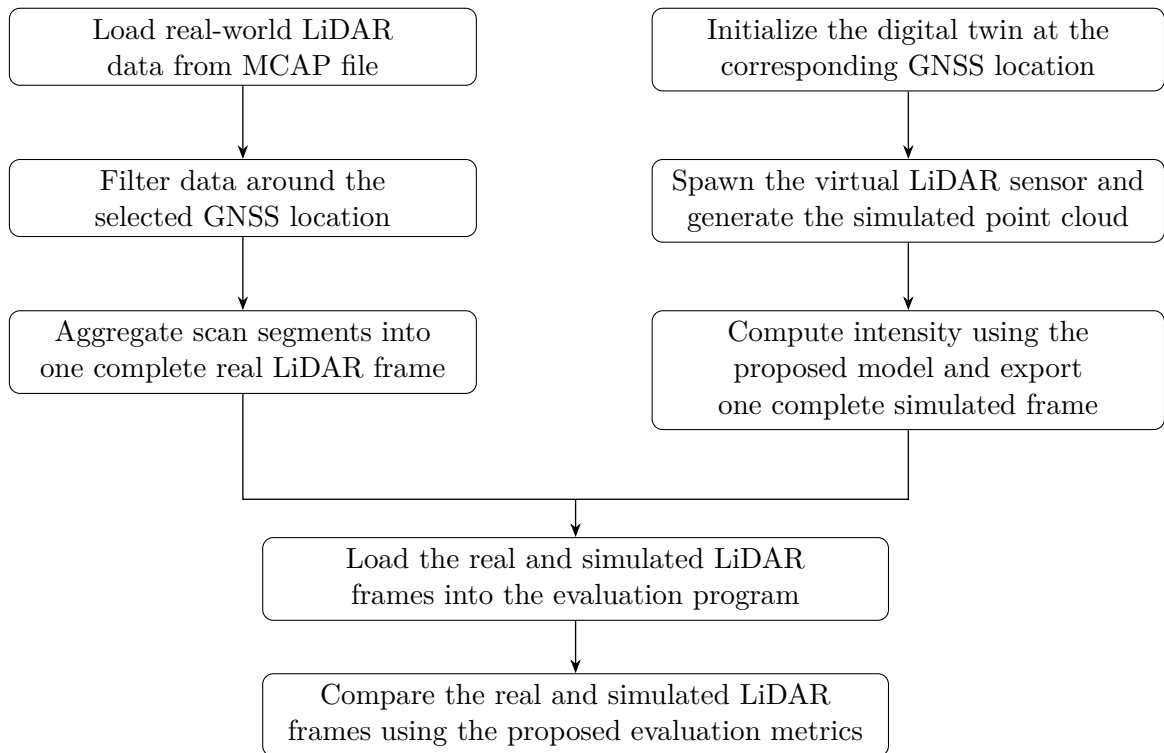 Load real-world LiDAR
data from MCAP file
Filter data around the
selected GNSS location
Aggregate scan segments into
one complete real LiDAR frame
Initialize the digital twin at the
corresponding GNSS location
Spawn the virtual LiDAR sensor and
generate the simulated point cloud
Compute intensity using the
proposed model and export
one complete simulated frame
Load the real and simulated LiDAR
frames into the evaluation program
Compare the real and simulated LiDAR
frames using the proposed evaluation metrics